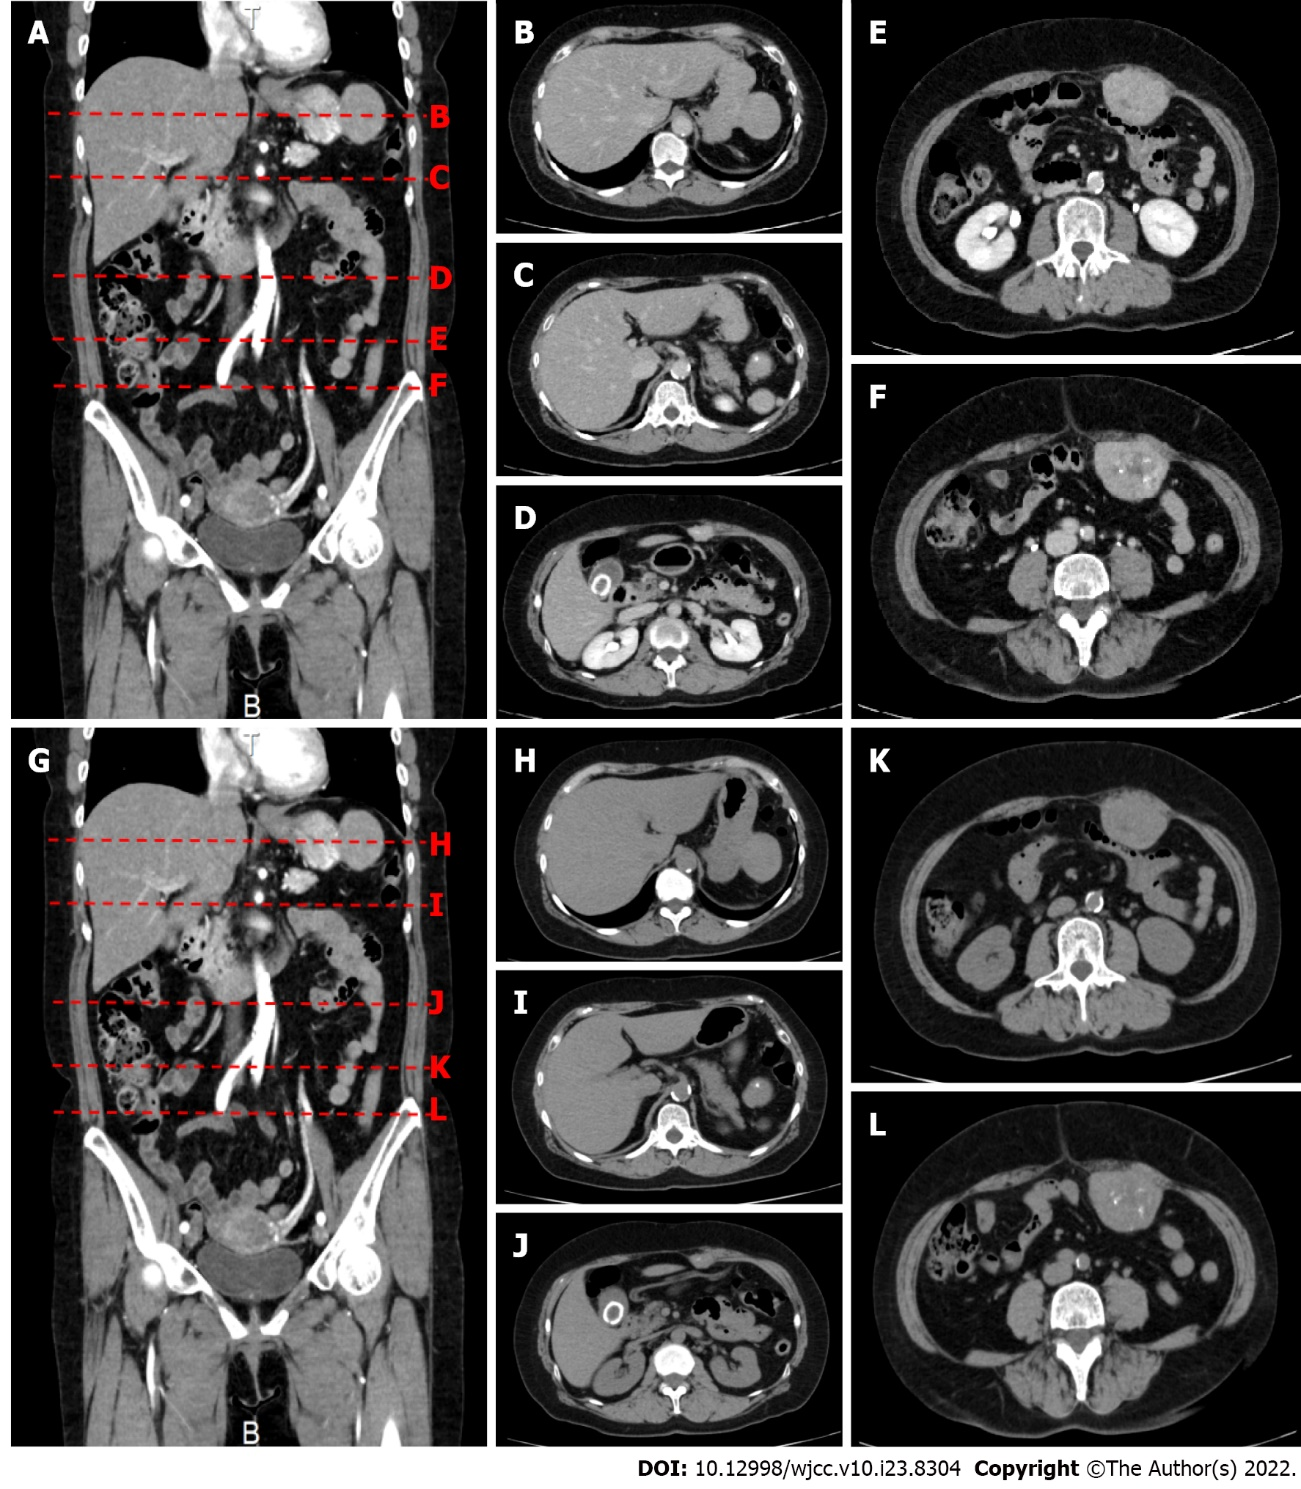 A
T
B
C
D
E
F
B
B
C
D
E
F
G
T
H
I
J
K
L
B
H
I
J
K
L
DOI: 10.12998/wjcc.v10.i23.8304 Copyright ©The Author(s) 2022.